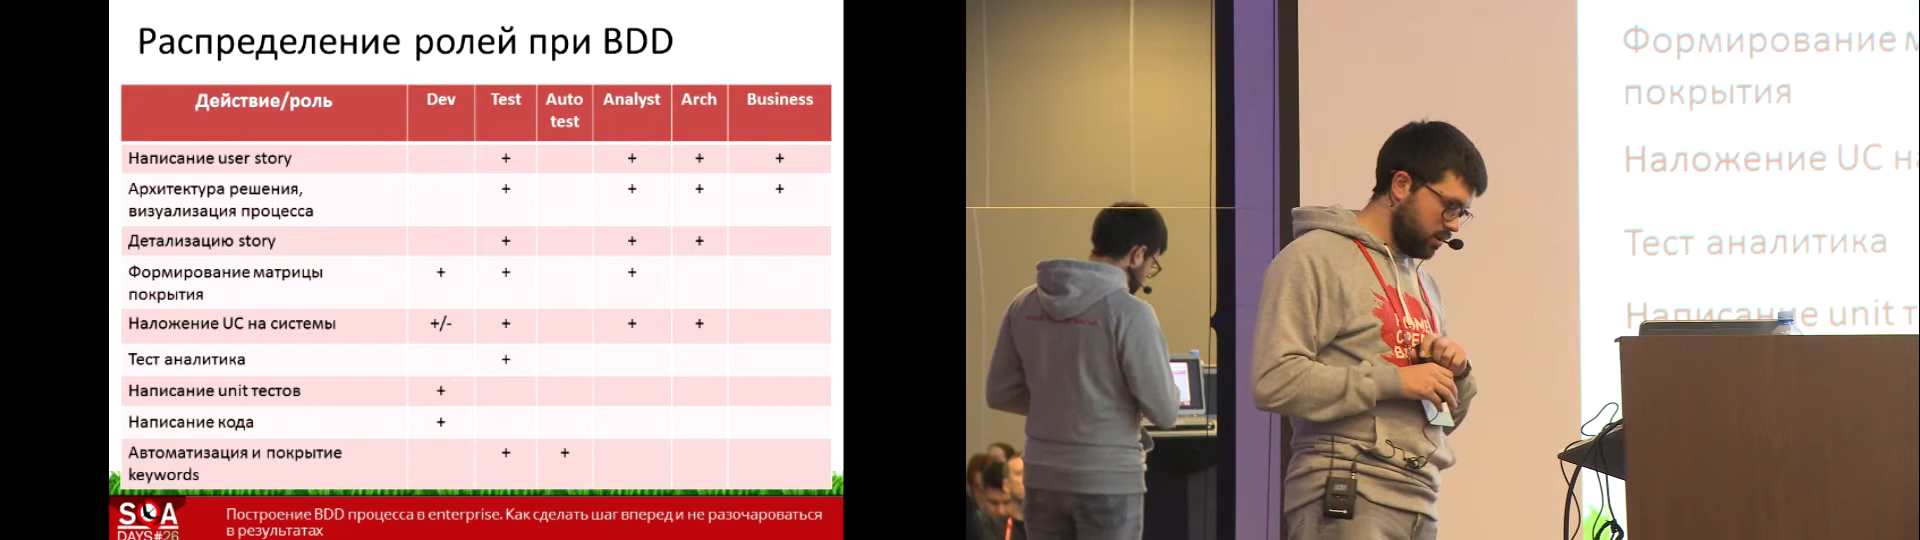 Распределение ролей при BDD
Действие/роль Dev Test Auto test Analyst Arch Business
Написание user story + + + +
Архитектура решения, + + + +
визуализация процесса
Детализацию story + + +
Формирование матрицы + + +
покрытия
Наложение UC на системы +/- + + +
Тест аналитика +
Написание unit тестов +
Написание кода +
Автоматизация и покрытие + +
keywords
SQA
DAYS#26
Построение BDD процесса в enterprise. Как сделать шаг вперед и не разочароваться
в результатах
Формирование
покрытия
Наложение UC
Тест аналитика
Написание unit